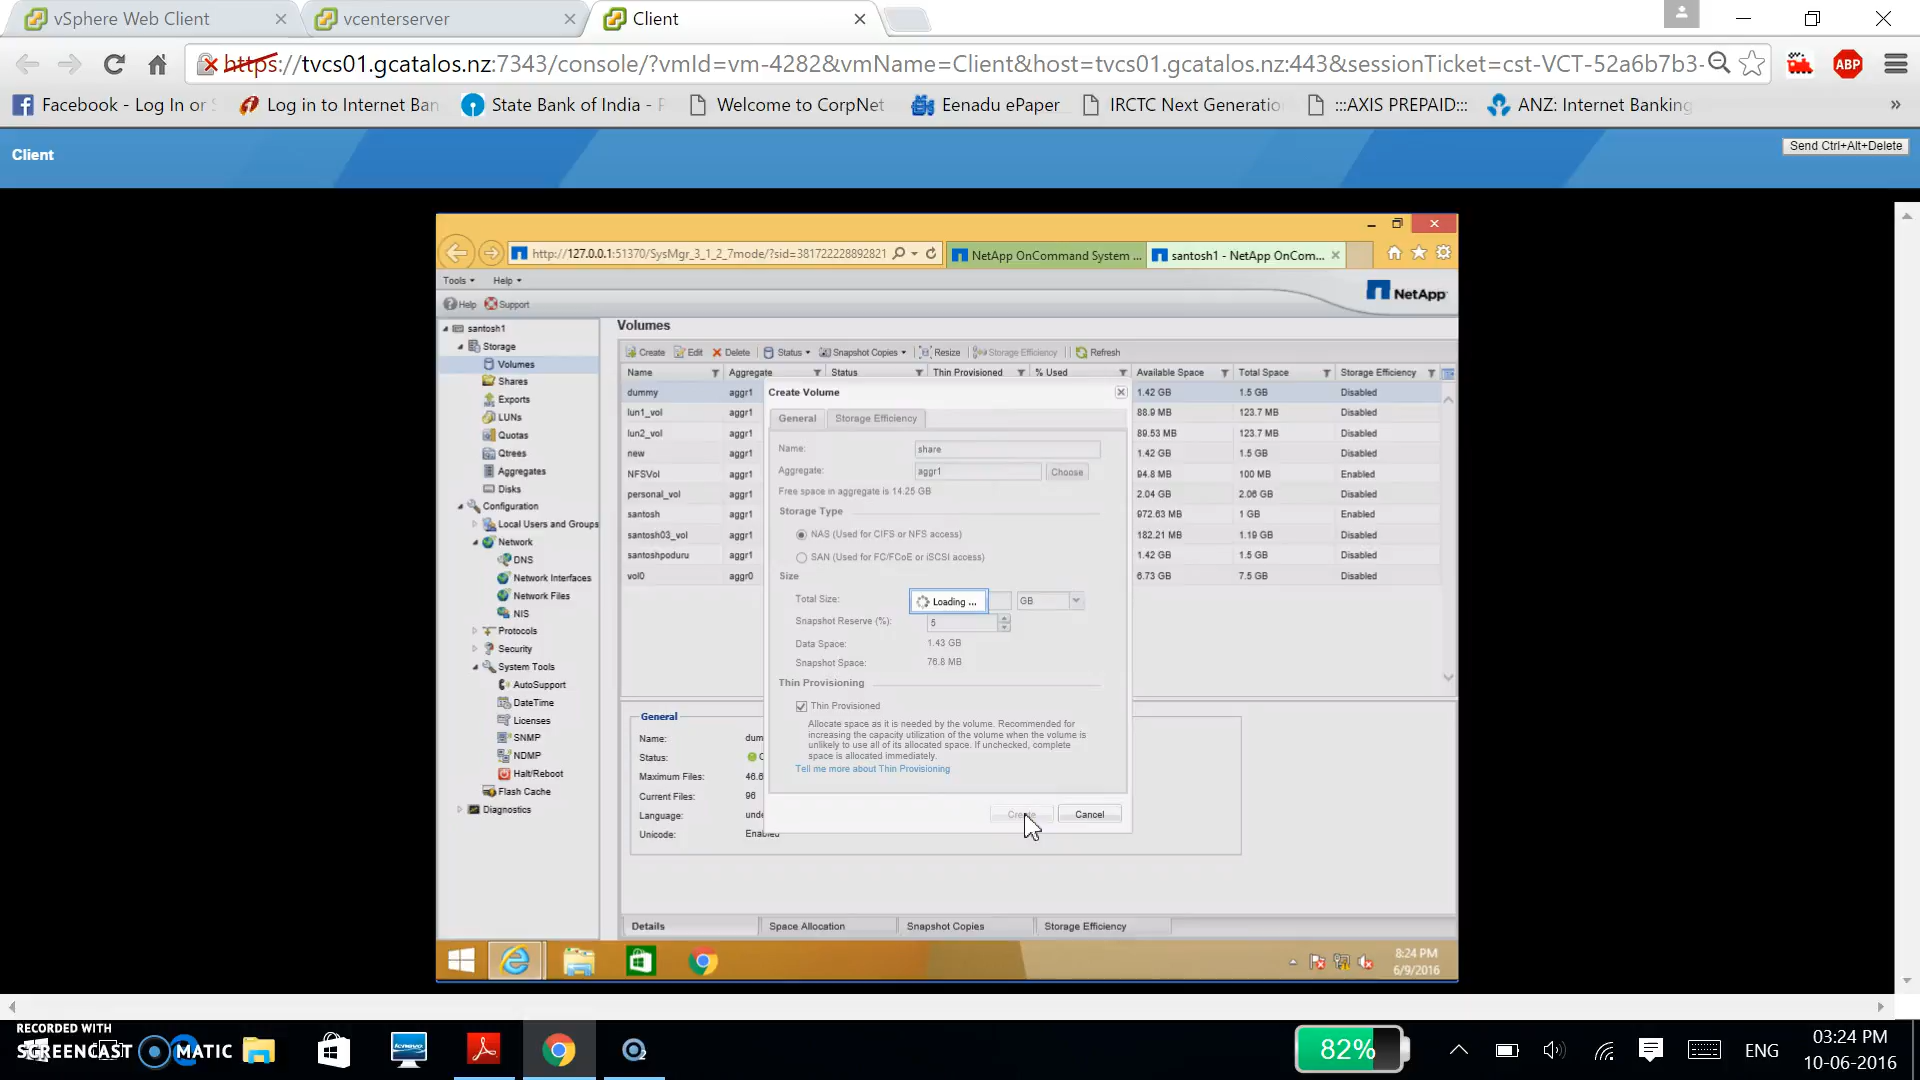 vSphere Web Client
vcenterserver
Client
https://tvcs01.gcatalos.nz:7343/console/?vmId=vm-4282&vmName=Client&host=tvcs01.gcatalos.nz:443&sessionTicket=cst-VCT-52a6b7b3-
ABP
Facebook - Log In or
Log in to Internet Ban
State Bank of India -
Welcome to CorpNet
Eenadu ePaper
IRCTC Next Generatio
:::AXIS PREPAID:::
ANZ: Internet Banking
»
Client
Send Ctrl+Alt+Delete
http://127.0.0.1:51370/SysMgr_3_1_2_7mode/?sid=381722228892821
NetApp OnCommand System ...
santosh1 - NetApp OnCom...
Tools
Help
Help
Support
NetApp
santosh1
Storage
Volumes
Shares
Exports
LUNs
Quotas
Qtrees
Aggregates
Disks
Configuration
Local Users and Groups
Network
DNS
Network Interfaces
Network Files
NIS
Protocols
Security
System Tools
AutoSupport
DateTime
Licenses
SNMP
NDMP
Halt/Reboot
Flash Cache
Diagnostics
Volumes
Create Edit Delete Status Snapshot Copies Resize Storage Efficiency Refresh
Name Aggregate Status Thin Provisioned % Used Available Space Total Space Storage Efficiency
dummy aggr1 1.42 GB 1.5 GB Disabled
lun1_vol aggr1 88.9 MB 123.7 MB Disabled
lun2_vol aggr1 89.53 MB 123.7 MB Disabled
new aggr1 1.42 GB 1.5 GB Disabled
NFSVol aggr1 94.8 MB 100 MB Enabled
personal_vol aggr1 2.04 GB 2.06 GB Disabled
santosh aggr1 972.63 MB 1 GB Enabled
santosh03_vol aggr1 182.21 MB 1.19 GB Disabled
santoshpoduru aggr1 1.42 GB 1.5 GB Disabled
vol0 aggr0 6.73 GB 7.5 GB Disabled
Create Volume
General Storage Efficiency
Name: share
Aggregate: aggr1 Choose
Free space in aggregate is 14.25 GB
Storage Type
NAS (Used for CIFS or NFS access)
SAN (Used for FC/FCoE or iSCSI access)
Size
Total Size: GB
Loading ...
Snapshot Reserve (%): 5
Data Space: 1.43 GB
Snapshot Space: 76.8 MB
Thin Provisioning
Thin Provisioned
Allocate space as it is needed by the volume. Recommended for
increasing the capacity utilization of the volume when the volume is
unlikely to use all of its allocated space. If unchecked, complete
space is allocated immediately.
Tell me more about Thin Provisioning
Create Cancel
General
Name: dum
Status:
Maximum Files: 46.6
Current Files: 96
Language: unde
Unicode: Enabled
Details Space Allocation Snapshot Copies Storage Efficiency
8:24 PM
6/9/2016
RECORDED WITH
SCREENCAST MATIC
82%
ENG
03:24 PM
10-06-2016